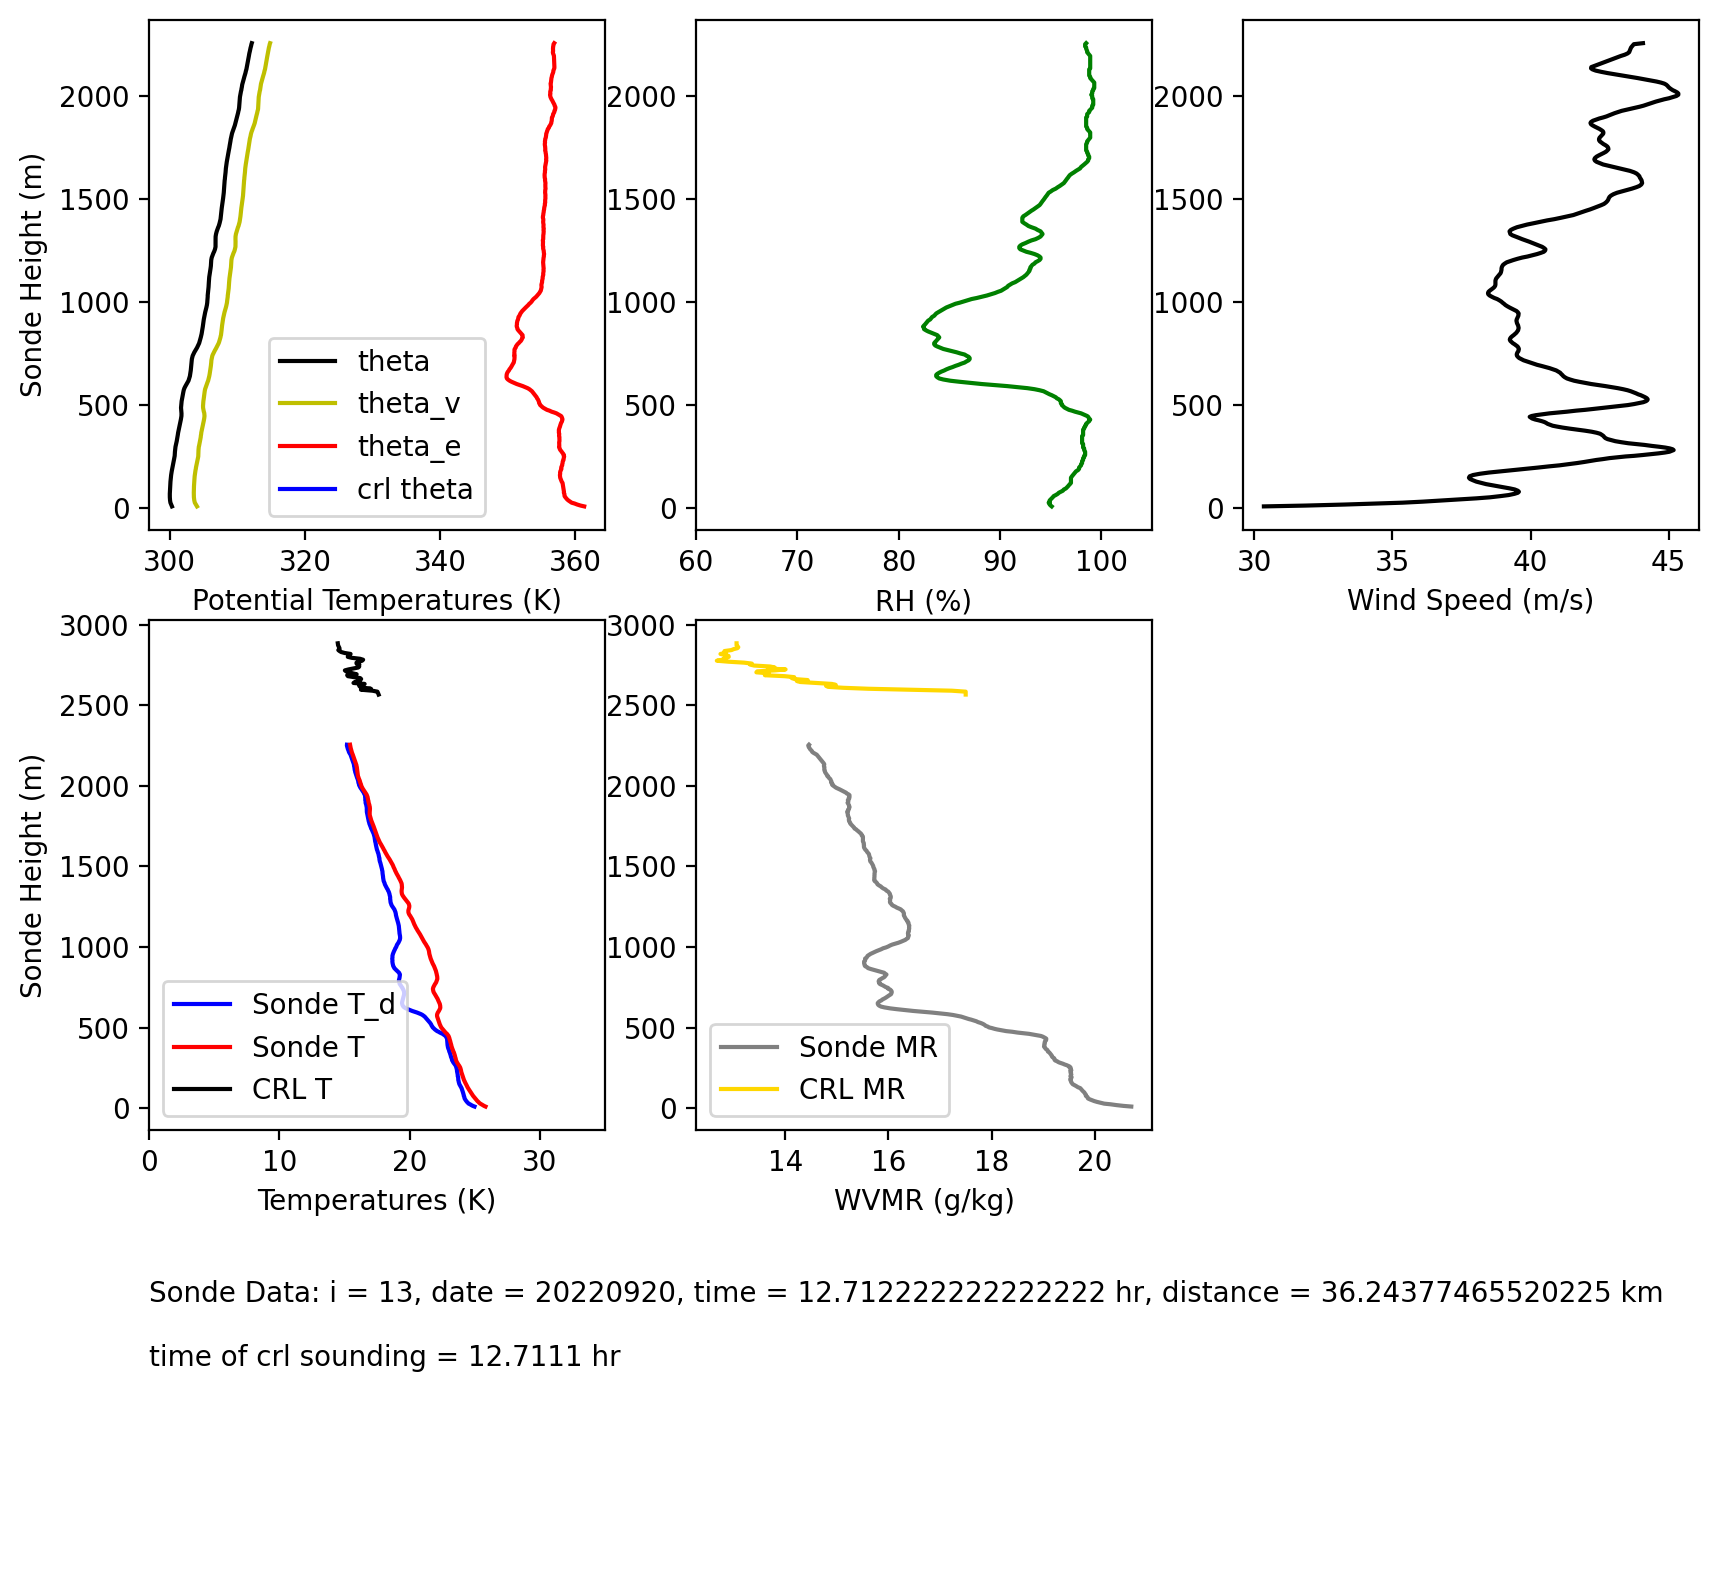 2000
1500
1000
500
0
Sonde Height (m)
theta
theta_v
theta_e
crl theta
300 320 340 360
Potential Temperatures (K)
2000
1500
1000
500
0
60 70 80 90 100
RH (%)
2000
1500
1000
500
0
30 35 40 45
Wind Speed (m/s)
3000
2500
2000
1500
1000
500
0
Sonde Height (m)
Sonde T_d
Sonde T
CRL T
0 10 20 30
Temperatures (K)
3000
2500
2000
1500
1000
500
0
Sonde MR
CRL MR
14 16 18 20
WVMR (g/kg)
Sonde Data: i = 13, date = 20220920, time = 12.712222222222222 hr, distance = 36.24377465520225 km
time of crl sounding = 12.7111 hr